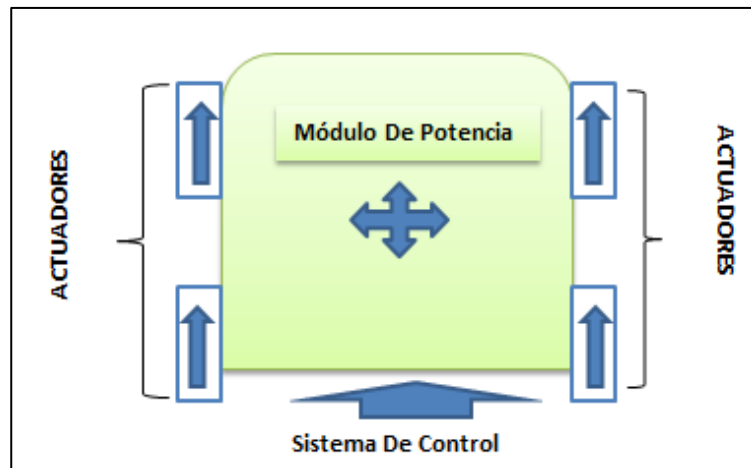 Módulo De Potencia
ACTUADORES
ACTUADORES
Sistema De Control